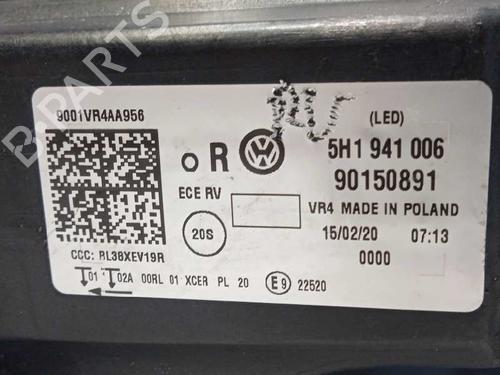 B-PARTS
9001VR4AA956
(LED)
o R VW
5H1 941 006
ECE RV
90150891
VR4 MADE IN POLAND
20S
15/02/20 07:13
CCC: RL38XEV19R
0000
01 02A 00RL 01 XCER PL 20 E9 22520